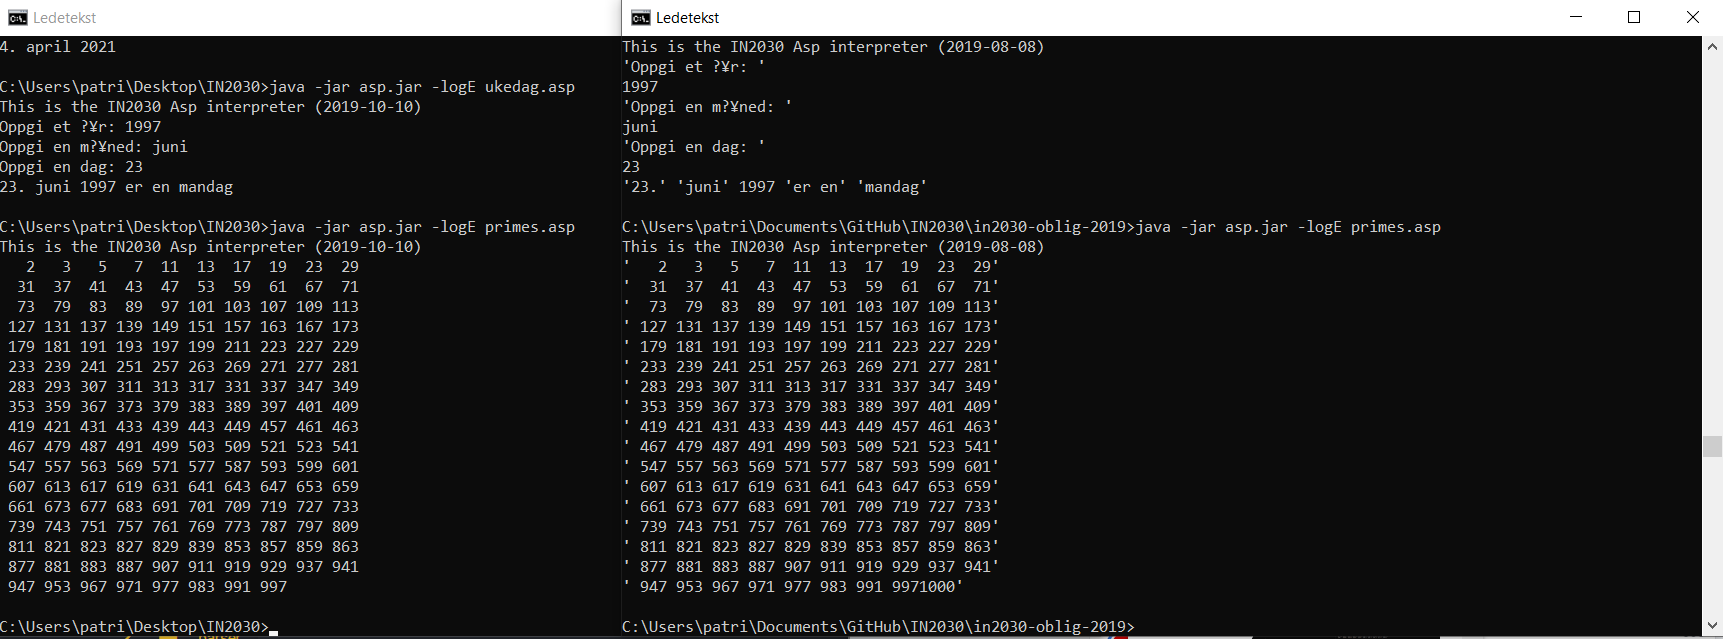 Ledetekst
4. april 2021
C:\Users\patri\Desktop\IN2030>java -jar asp.jar -logE ukedag.asp
This is the IN2030 Asp interpreter (2019-10-10)
Oppgi et ?¥r: 1997
Oppgi en m?¥ned: juni
Oppgi en dag: 23
23. juni 1997 er en mandag
C:\Users\patri\Desktop\IN2030>java -jar asp.jar -logE primes.asp
This is the IN2030 Asp interpreter (2019-10-10)
2 3 5 7 11 13 17 19 23 29
31 37 41 43 47 53 59 61 67 71
73 79 83 89 97 101 103 107 109 113
127 131 137 139 149 151 157 163 167 173
179 181 191 193 197 199 211 223 227 229
233 239 241 251 257 263 269 271 277 281
283 293 307 311 313 317 331 337 347 349
353 359 367 373 379 383 389 397 401 409
419 421 431 433 439 443 449 457 461 463
467 479 487 491 499 503 509 521 523 541
547 557 563 569 571 577 587 593 599 601
607 613 617 619 631 641 643 647 653 659
661 673 677 683 691 701 709 719 727 733
739 743 751 757 761 769 773 787 797 809
811 821 823 827 829 839 853 857 859 863
877 881 883 887 907 911 919 929 937 941
947 953 967 971 977 983 991 997
C:\Users\patri\Desktop\IN2030>
Ledetekst
This is the IN2030 Asp interpreter (2019-08-08)
'Oppgi et ?¥r: '
1997
'Oppgi en m?¥ned: '
juni
'Oppgi en dag: '
23
'23.' 'juni' 1997 'er en' 'mandag'
C:\Users\patri\Documents\GitHub\IN2030\in2030-oblig-2019>java -jar asp.jar -logE primes.asp
This is the IN2030 Asp interpreter (2019-08-08)
' 2 3 5 7 11 13 17 19 23 29'
' 31 37 41 43 47 53 59 61 67 71'
' 73 79 83 89 97 101 103 107 109 113'
' 127 131 137 139 149 151 157 163 167 173'
' 179 181 191 193 197 199 211 223 227 229'
' 233 239 241 251 257 263 269 271 277 281'
' 283 293 307 311 313 317 331 337 347 349'
' 353 359 367 373 379 383 389 397 401 409'
' 419 421 431 433 439 443 449 457 461 463'
' 467 479 487 491 499 503 509 521 523 541'
' 547 557 563 569 571 577 587 593 599 601'
' 607 613 617 619 631 641 643 647 653 659'
' 661 673 677 683 691 701 709 719 727 733'
' 739 743 751 757 761 769 773 787 797 809'
' 811 821 823 827 829 839 853 857 859 863'
' 877 881 883 887 907 911 919 929 937 941'
' 947 953 967 971 977 983 991 9971000'
C:\Users\patri\Documents\GitHub\IN2030\in2030-oblig-2019>